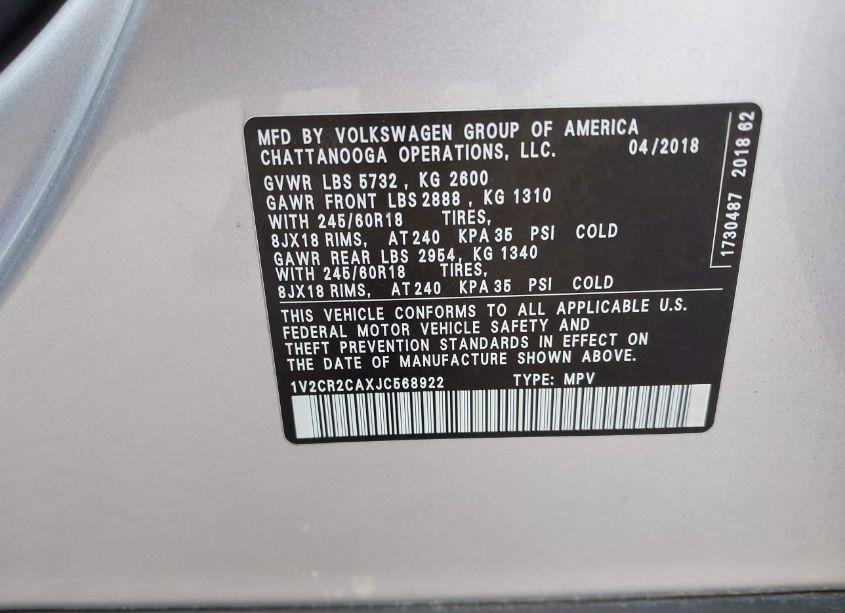 MFD BY VOLKSWAGEN GROUP OF AMERICA
CHATTANOOGA OPERATIONS, LLC. 04/2018
GVWR LBS 5732 , KG 2600
GAWR FRONT LBS 2888 , KG 1310
WITH 245/60R18 TIRES,
8JX18 RIMS, AT 240 KPA 35 PSI COLD
GAWR REAR LBS 2954, KG 1340
WITH 245/60R18 TIRES,
8JX18 RIMS, AT 240 KPA 35 PSI COLD
THIS VEHICLE CONFORMS TO ALL APPLICABLE U.S.
FEDERAL MOTOR VEHICLE SAFETY AND
THEFT PREVENTION STANDARDS IN EFFECT ON
THE DATE OF MANUFACTURE SHOWN ABOVE.
1V2CR2CAXJC568922 TYPE: MPV
1730487 2018 62